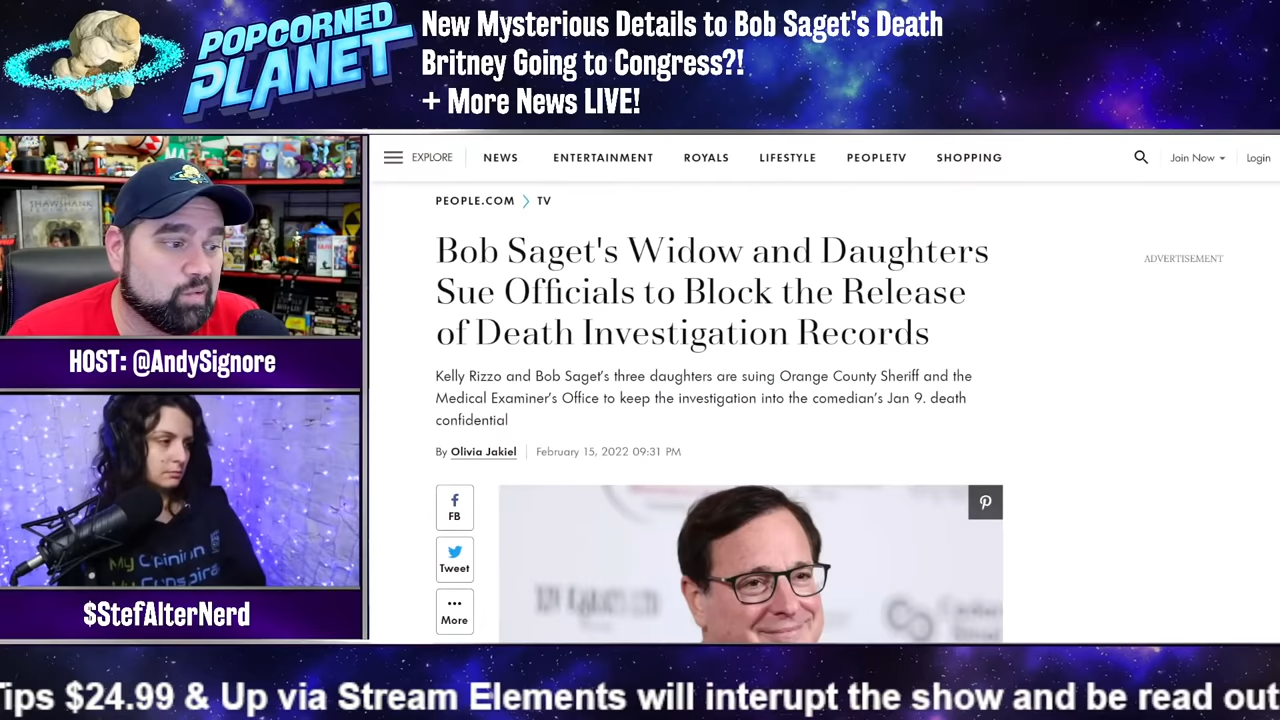 POPCORNED
PLANET
New Mysterious Details to Bob Saget's Death
Britney Going to Congress?!
+ More News LIVE!
SHAWSHANK
HOST: @AndySignore
My Opinion
My Conspira
$StefAlterNerd
EXPLORE NEWS ENTERTAINMENT ROYALS LIFESTYLE PEOPLETV SHOPPING Join Now Login
PEOPLE.COM > TV
Bob Saget's Widow and Daughters
Sue Officials to Block the Release
of Death Investigation Records
ADVERTISEMENT
Kelly Rizzo and Bob Saget's three daughters are suing Orange County Sheriff and the
Medical Examiner's Office to keep the investigation into the comedian's Jan 9. death
confidential
By Olivia Jakiel February 15, 2022 09:31 PM
FB
Tweet
More
Tips $24.99 & Up via Stream Elements will interupt the show and be read out